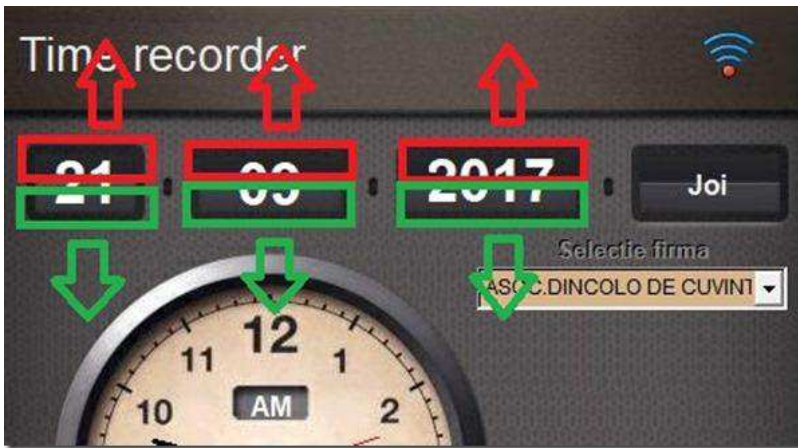 Time recorder
21 09 2017 Joi
Selectie firma
ASOC.DINCOLO DE CUVINT
12
11 1
10 AM 2